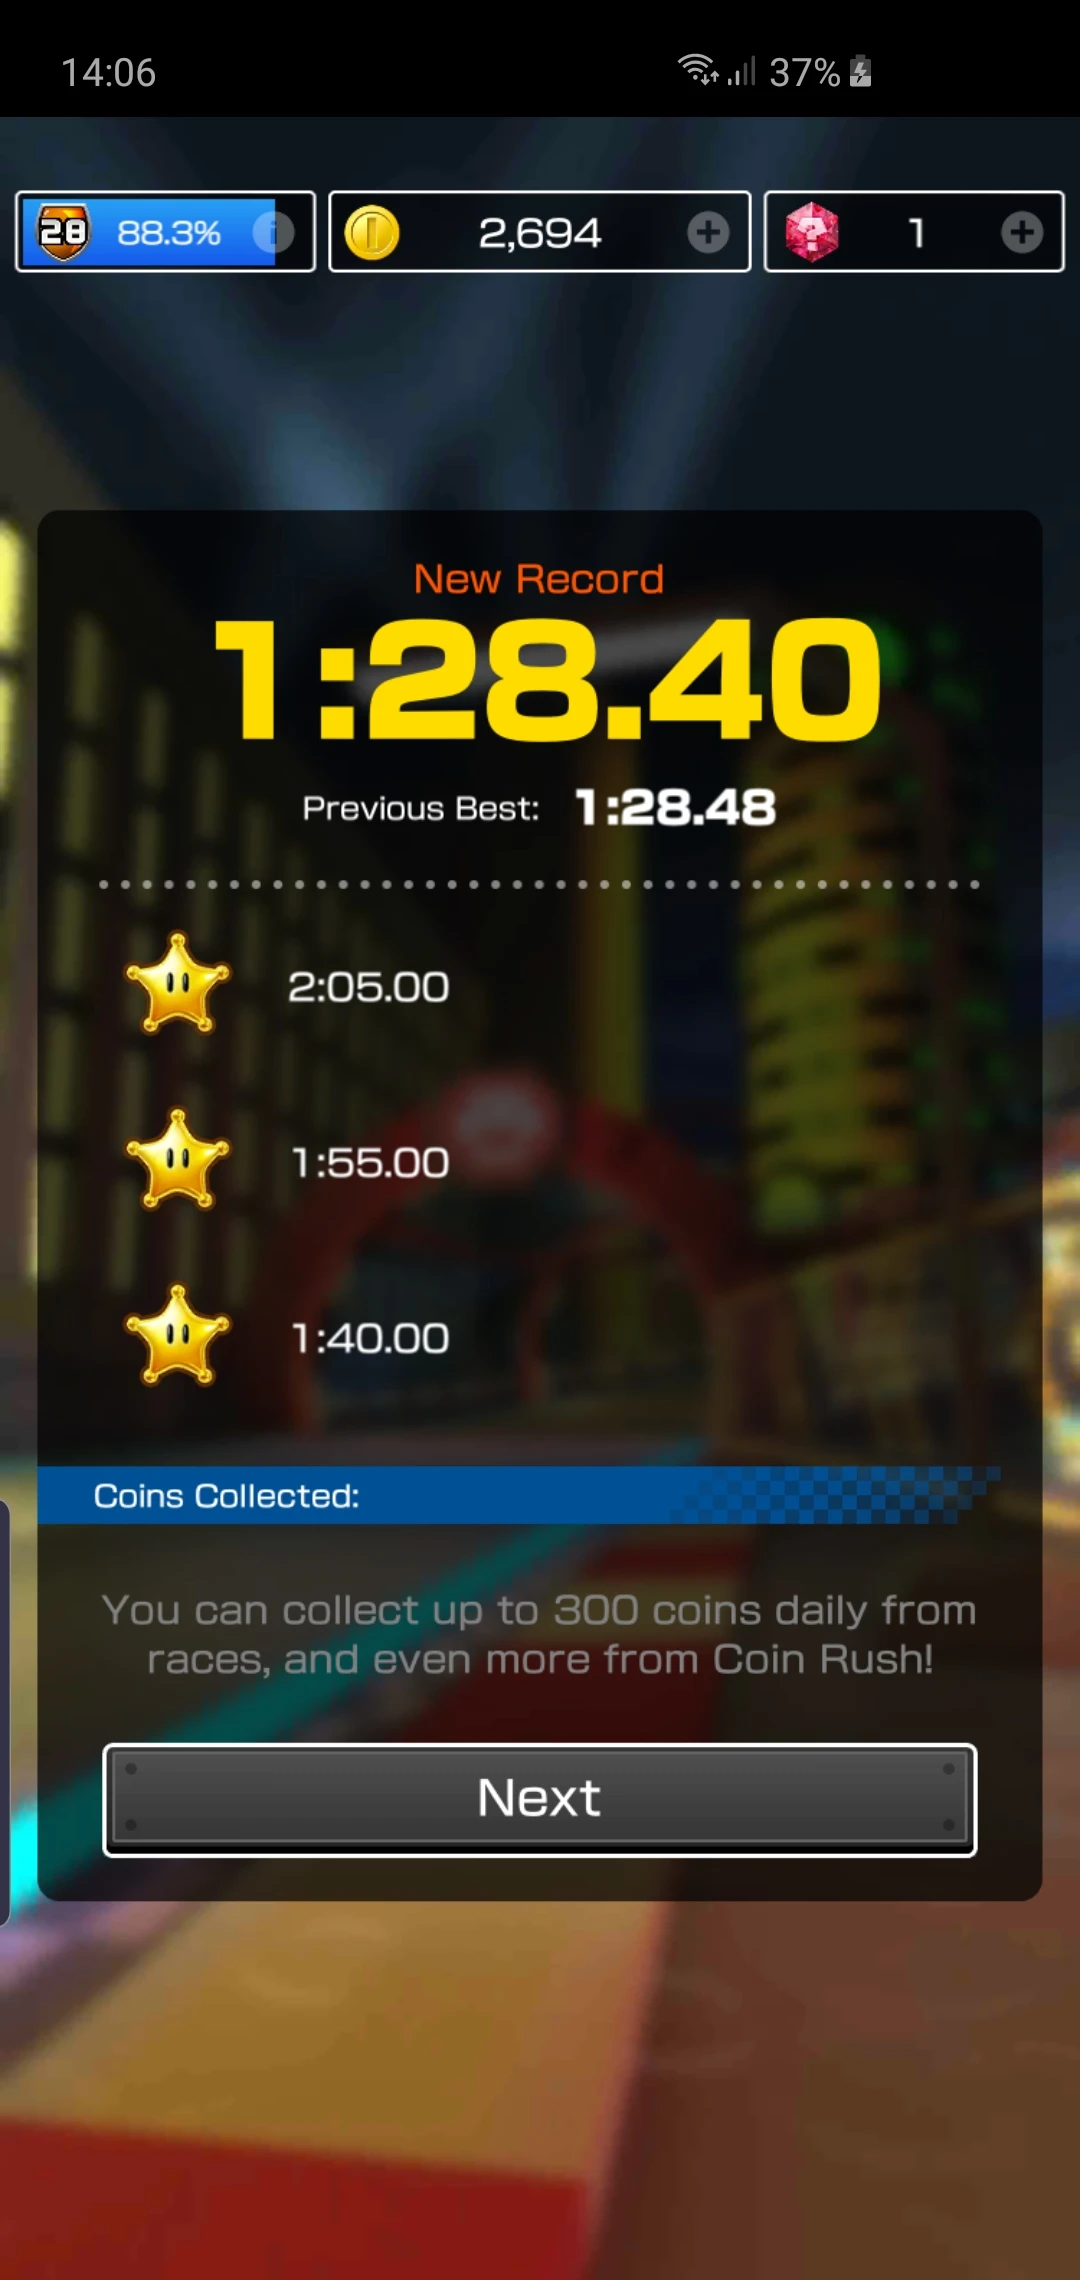 14:06 37%
28 88.3% i 2,694 + 1 +
New Record
1:28.40
Previous Best: 1:28.48
2:05.00
1:55.00
1:40.00
Coins Collected:
You can collect up to 300 coins daily from
races, and even more from Coin Rush!
Next